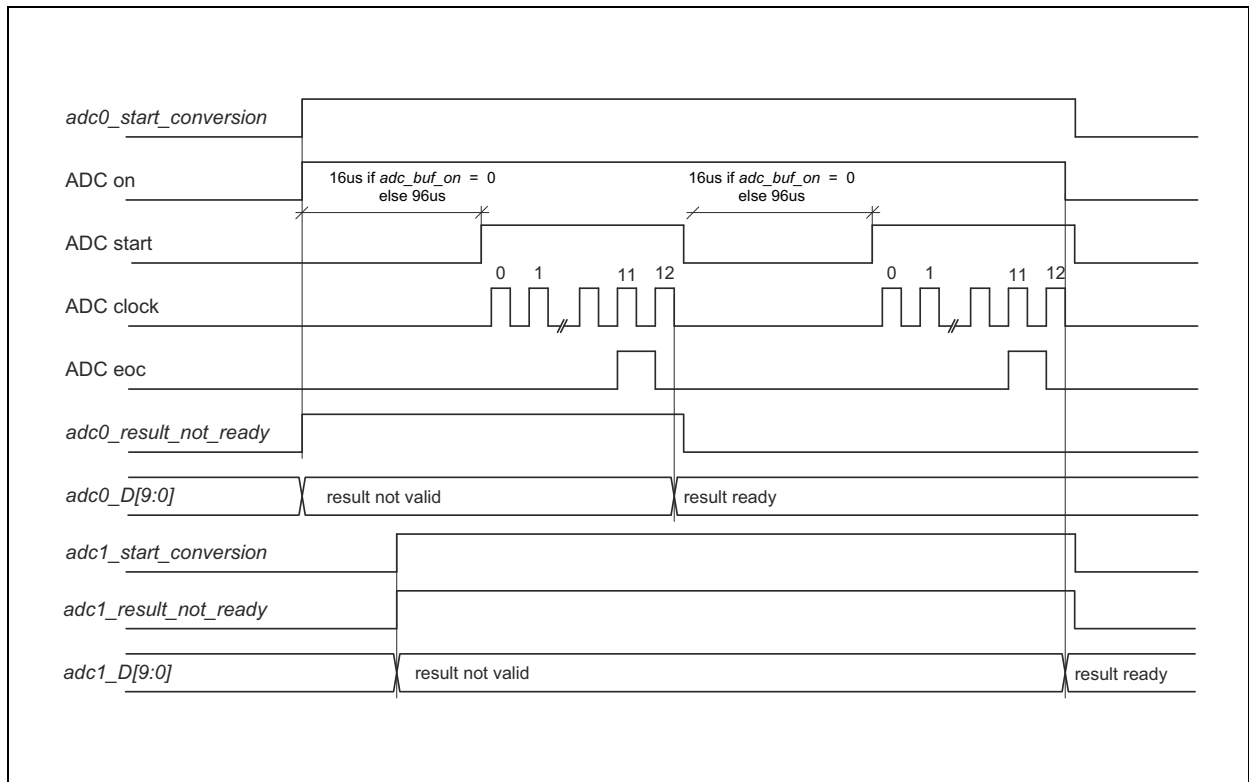 adc0_start_conversion
ADC on
16us if adc_buf_on = 0
else 96us
16us if adc_buf_on = 0
else 96us
ADC start
0 1 11 12
0 1 11 12
ADC clock
ADC eoc
adc0_result_not_ready
adc0_D[9:0]
result not valid
result ready
adc1_start_conversion
adc1_result_not_ready
adc1_D[9:0]
result not valid
result ready